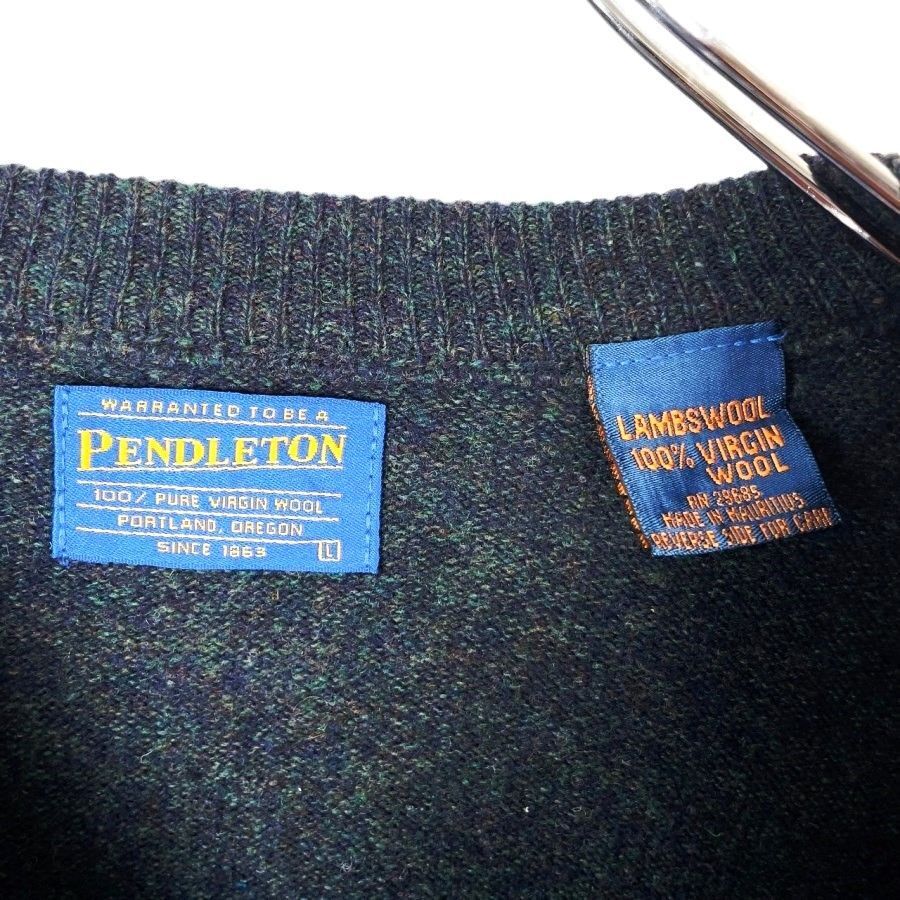 WARRANTED TO BE A
PENDLETON
100% PURE VIRGIN WOOL
PORTLAND, OREGON
SINCE 1863
L
LAMBSWOOL
100% VIRGIN
WOOL
RN 29685
MADE IN MAURITIUS
REVERSE SIDE FOR CARE